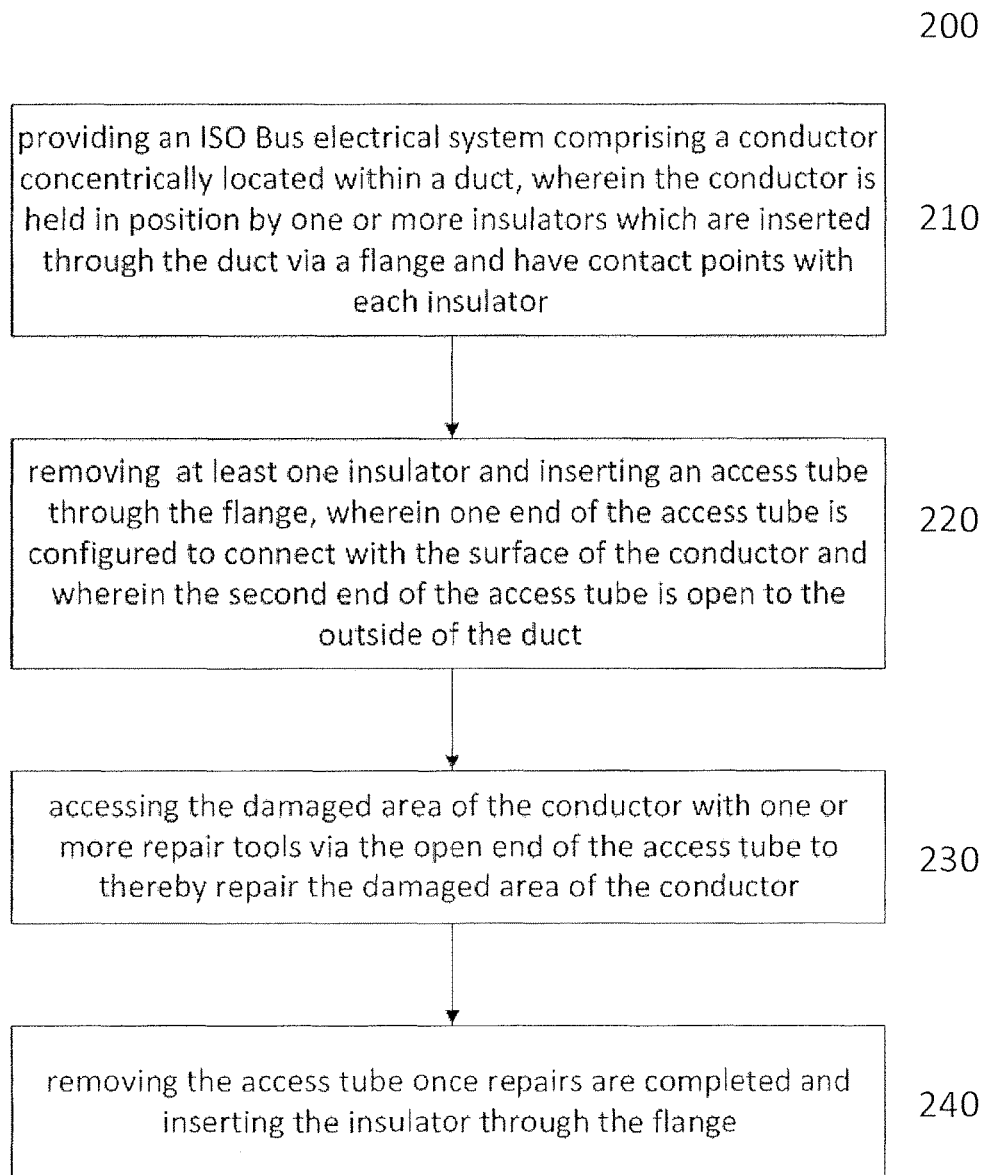 200
providing an ISO Bus electrical system comprising a conductor
concentrically located within a duct, wherein the conductor is
held in position by one or more insulators which are inserted
through the duct via a flange and have contact points with
each insulator
210
removing at least one insulator and inserting an access tube
through the flange, wherein one end of the access tube is
configured to connect with the surface of the conductor and
wherein the second end of the access tube is open to the
outside of the duct
220
accessing the damaged area of the conductor with one or
more repair tools via the open end of the access tube to
thereby repair the damaged area of the conductor
230
removing the access tube once repairs are completed and
inserting the insulator through the flange
240